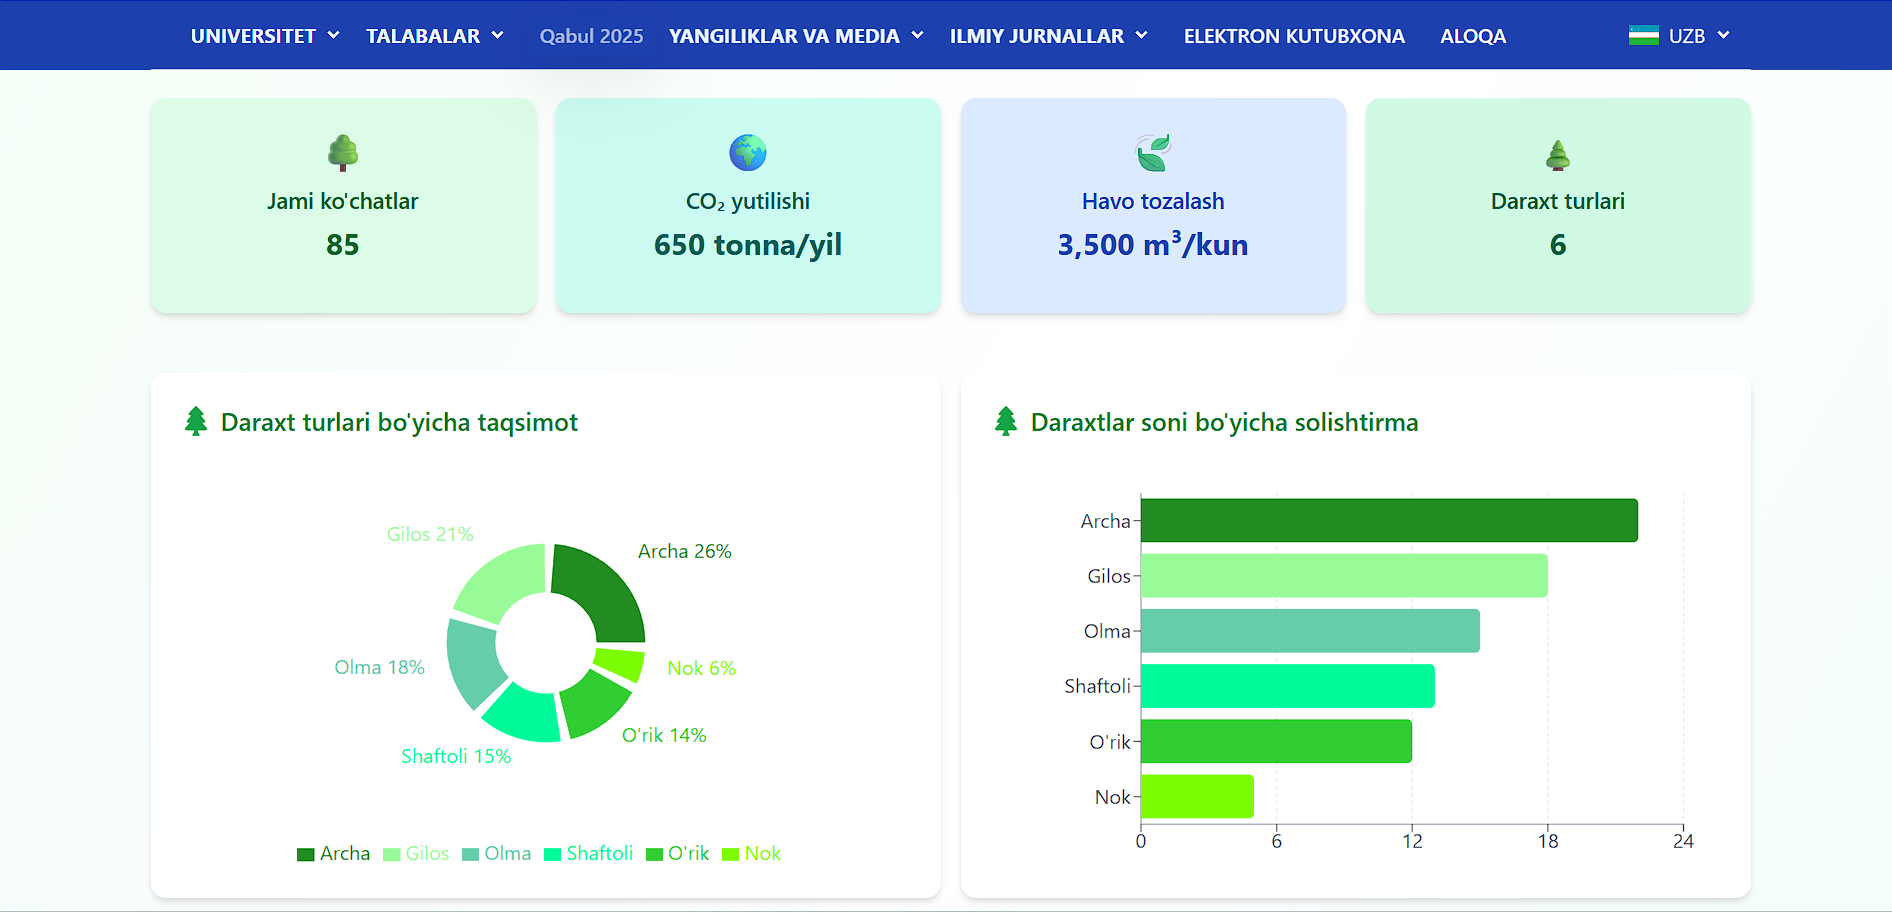 UNIVERSITET TALABALAR Qabul 2025 YANGILIKLAR VA MEDIA ILMIY JURNALLAR ELEKTRON KUTUBXONA ALOQA UZB
Jami ko'chatlar
85
CO₂ yutilishi
650 tonna/yil
Havo tozalash
3,500 m³/kun
Daraxt turlari
6
Daraxt turlari bo'yicha taqsimot
Gilos 21%
Archa 26%
Olma 18%
Nok 6%
O'rik 14%
Shaftoli 15%
Archa Gilos Olma Shaftoli O'rik Nok
Daraxtlar soni bo'yicha solishtirma
Archa
Gilos
Olma
Shaftoli
O'rik
Nok
0 6 12 18 24